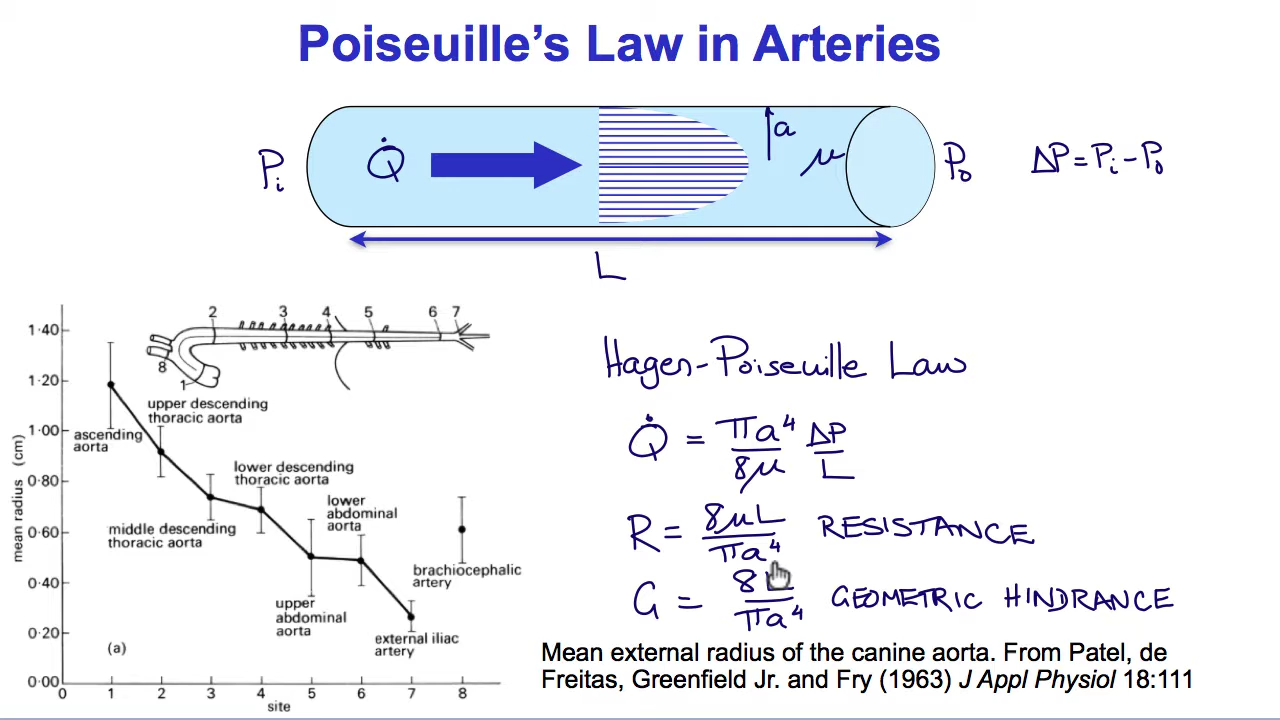 Poiseuille's Law in Arteries
Pi
Q̇
a
μ
Po
ΔP = Pi - Po
L
1·40
1·20
1·00
0·80
0·60
0·40
0·20
0·00
mean radius (cm)
2
3
4
5
6
7
8
1
upper descending
thoracic aorta
ascending
aorta
lower descending
thoracic aorta
middle descending
thoracic aorta
lower
abdominal
aorta
brachiocephalic
artery
upper
abdominal
aorta
external iliac
artery
(a)
0 1 2 3 4 5 6 7 8
site
Hagen-Poiseuille Law
Q̇ = πa⁴/8μ ΔP/L
R = 8μL/πa⁴ RESISTANCE
G = 8L/πa⁴ GEOMETRIC HINDRANCE
Mean external radius of the canine aorta. From Patel, de
Freitas, Greenfield Jr. and Fry (1963) J Appl Physiol 18:111